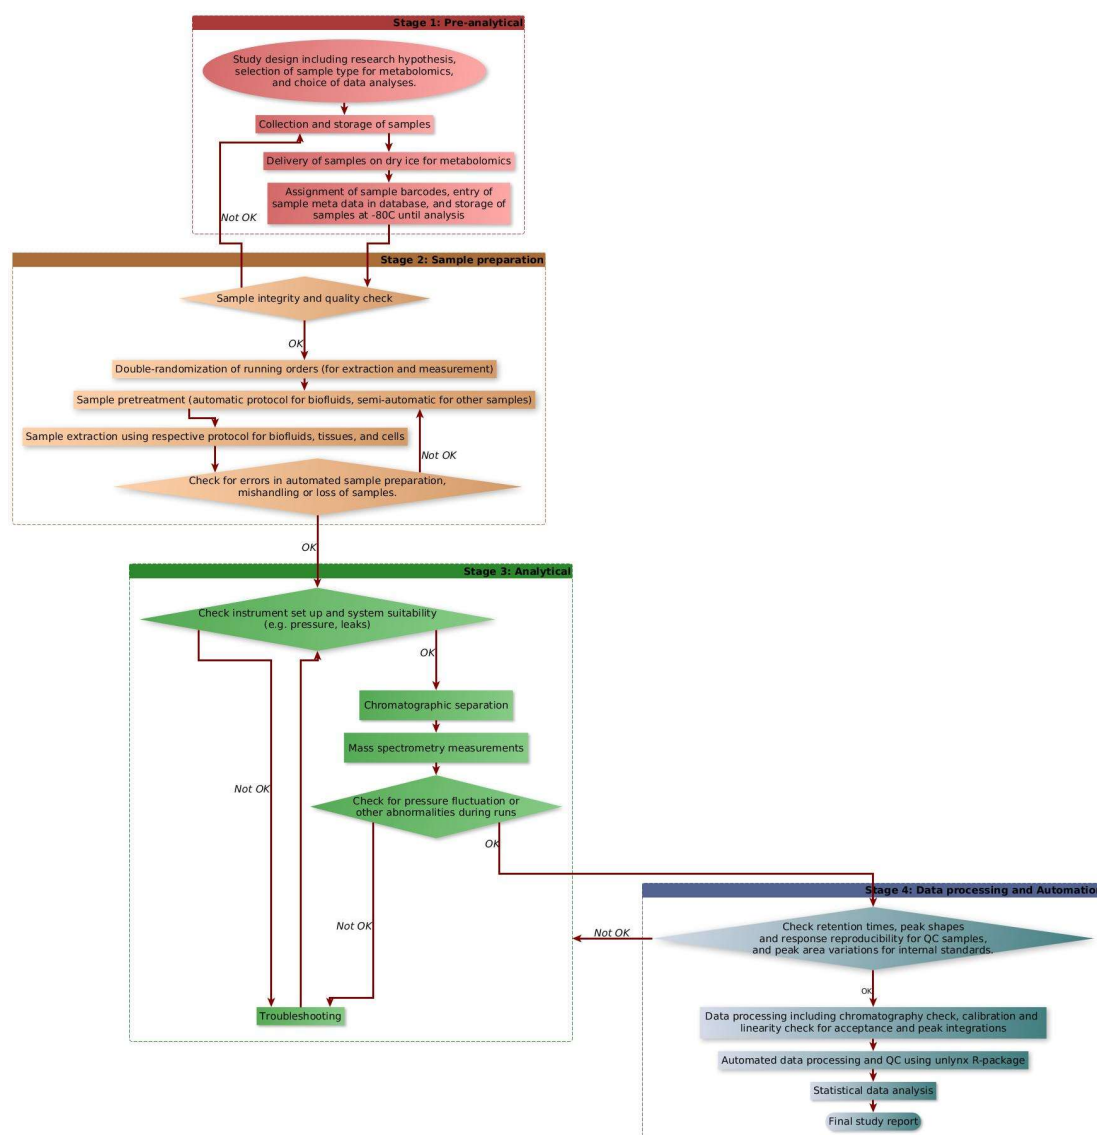 Stage 1: Pre-analytical
Study design including research hypothesis,
selection of sample type for metabolomics,
and choice of data analyses.
Collection and storage of samples
Delivery of samples on dry ice for metabolomics
Assignment of sample barcodes, entry of
sample meta data in database, and storage of
samples at -80C until analysis
Not OK
Stage 2: Sample preparation
Sample integrity and quality check
OK
Double-randomization of running orders (for extraction and measurement)
Sample pretreatment (automatic protocol for biofluids, semi-automatic for other samples)
Sample extraction using respective protocol for biofluids, tissues, and cells
Not OK
Check for errors in automated sample preparation,
mishandling or loss of samples.
OK
Stage 3: Analytical
Check instrument set up and system suitability
(e.g. pressure, leaks)
OK
Chromatographic separation
Mass spectrometry measurements
Not OK
Check for pressure fluctuation or
other abnormalities during runs
OK
Not OK
Troubleshooting
Stage 4: Data processing and Automation
Check retention times, peak shapes
and response reproducibility for QC samples,
and peak area variations for internal standards.
Not OK
OK
Data processing including chromatography check, calibration and
linearity check for acceptance and peak integrations
Automated data processing and QC using unlynx R-package
Statistical data analysis
Final study report